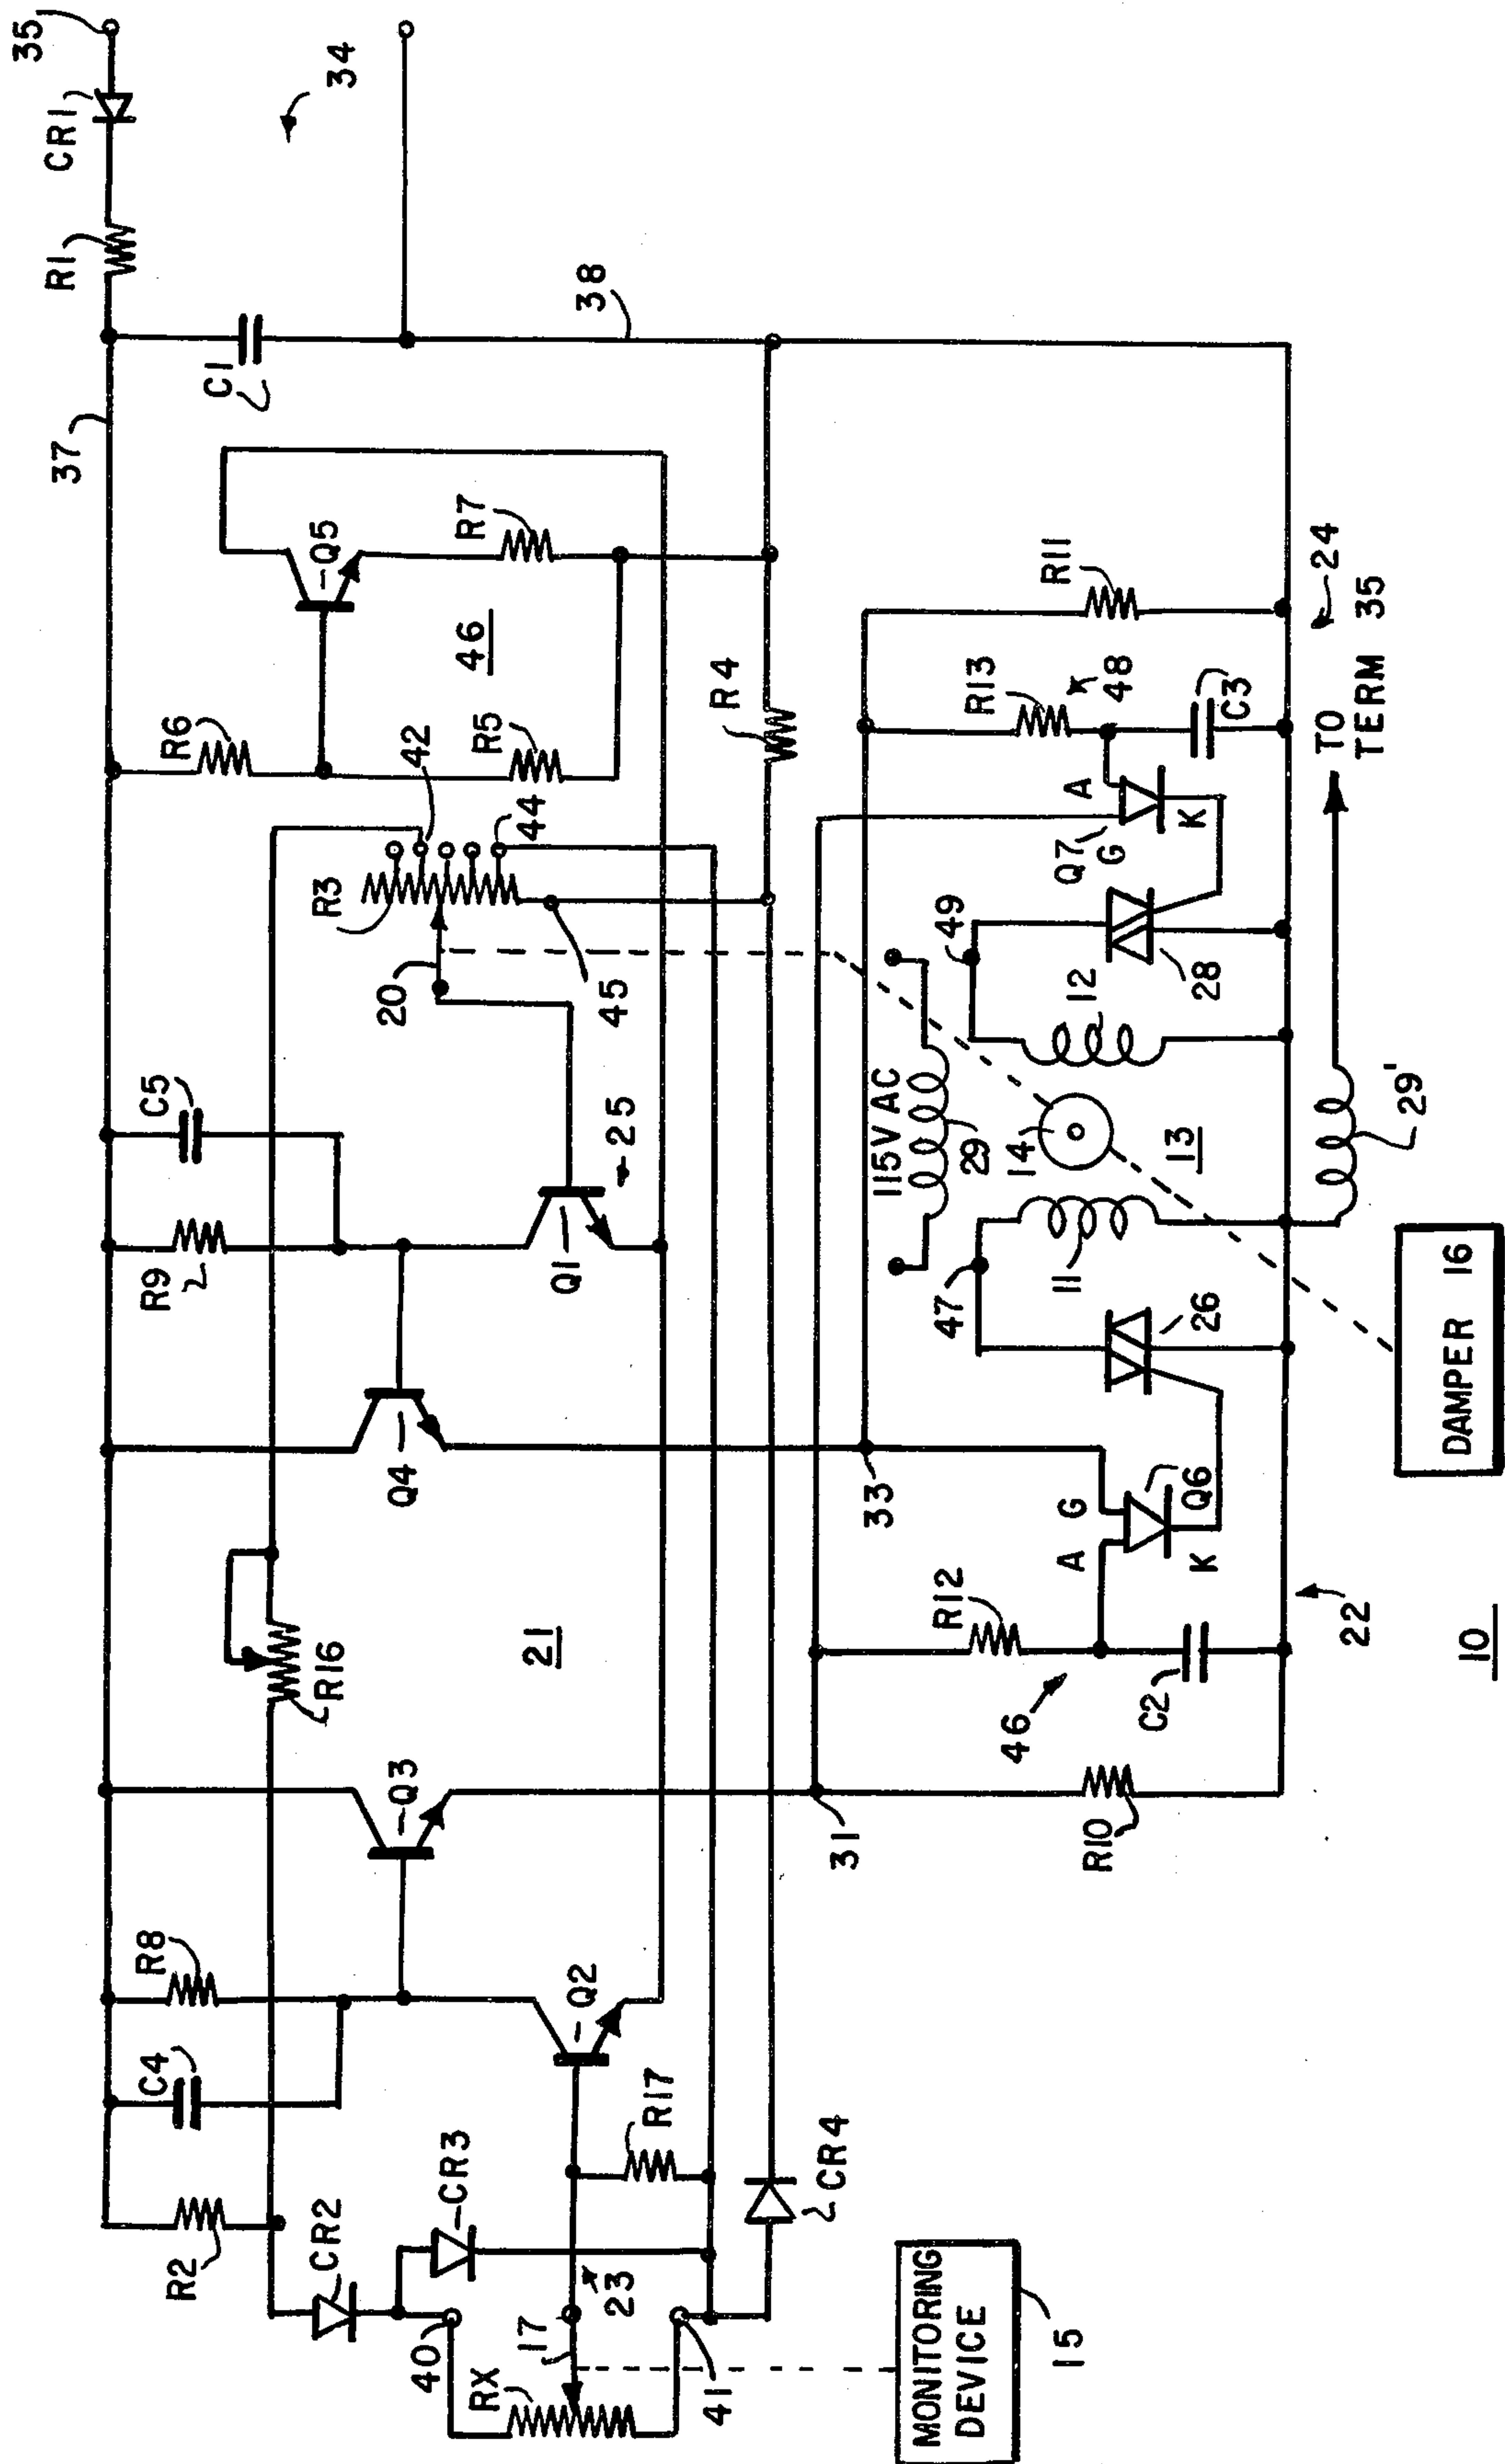 35
CR1
R1
34
37
C1
38
R6
Q5
R7
46
R5
42
R3
44
R4
20
45
C5
R9
25
Q1
Q4
R16
21
Q3
R8
C4
Q2
R17
R2
CR2
CR3
CR4
40
17
23
RX
41
MONITORING
DEVICE
15
31
33
R10
R12
46
C2
22
A
G
K
Q6
26
47
11
115V AC
29
14
13
12
49
28
Q7
G
A
K
R13
48
C3
R11
24
TO
TERM 35
29'
DAMPER 16
10